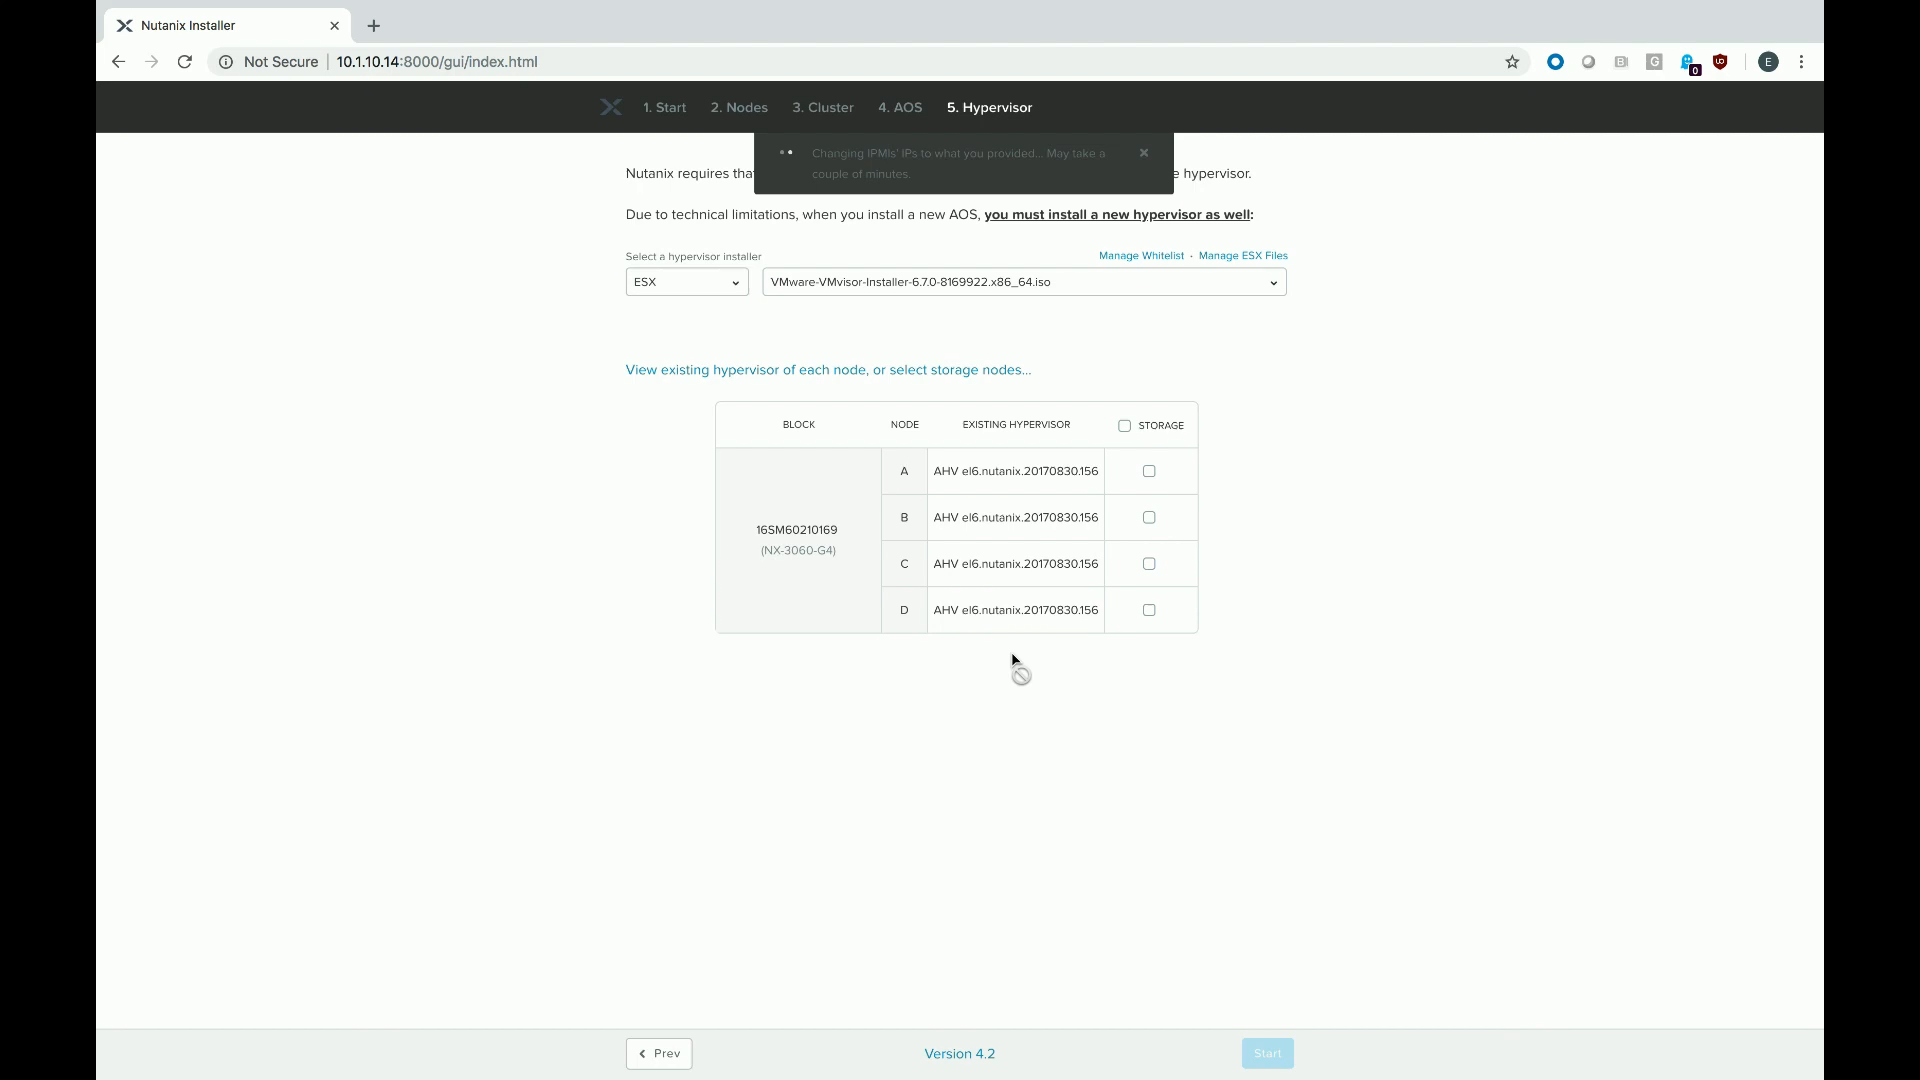 Nutanix Installer
Not Secure | 10.1.10.14:8000/gui/index.html
B!
G
0
E
1. Start
2. Nodes
3. Cluster
4. AOS
5. Hypervisor
Changing IPMIs' IPs to what you provided... May take a
couple of minutes.
Nutanix requires tha
e hypervisor.
Due to technical limitations, when you install a new AOS, you must install a new hypervisor as well:
Select a hypervisor installer
Manage Whitelist · Manage ESX Files
ESX
VMware-VMvisor-Installer-6.7.0-8169922.x86_64.iso
View existing hypervisor of each node, or select storage nodes...
BLOCK NODE EXISTING HYPERVISOR STORAGE
16SM60210169
(NX-3060-G4)
A AHV el6.nutanix.20170830.156
B AHV el6.nutanix.20170830.156
C AHV el6.nutanix.20170830.156
D AHV el6.nutanix.20170830.156
Prev
Version 4.2
Start